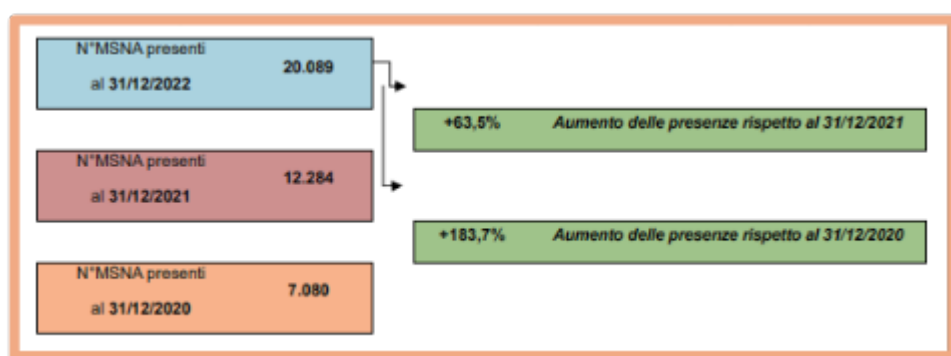 N°MSNA presenti
al 31/12/2022
20.089
+63,5% Aumento delle presenze rispetto al 31/12/2021
N°MSNA presenti
al 31/12/2021
12.284
+183,7% Aumento delle presenze rispetto al 31/12/2020
N°MSNA presenti
al 31/12/2020
7.080